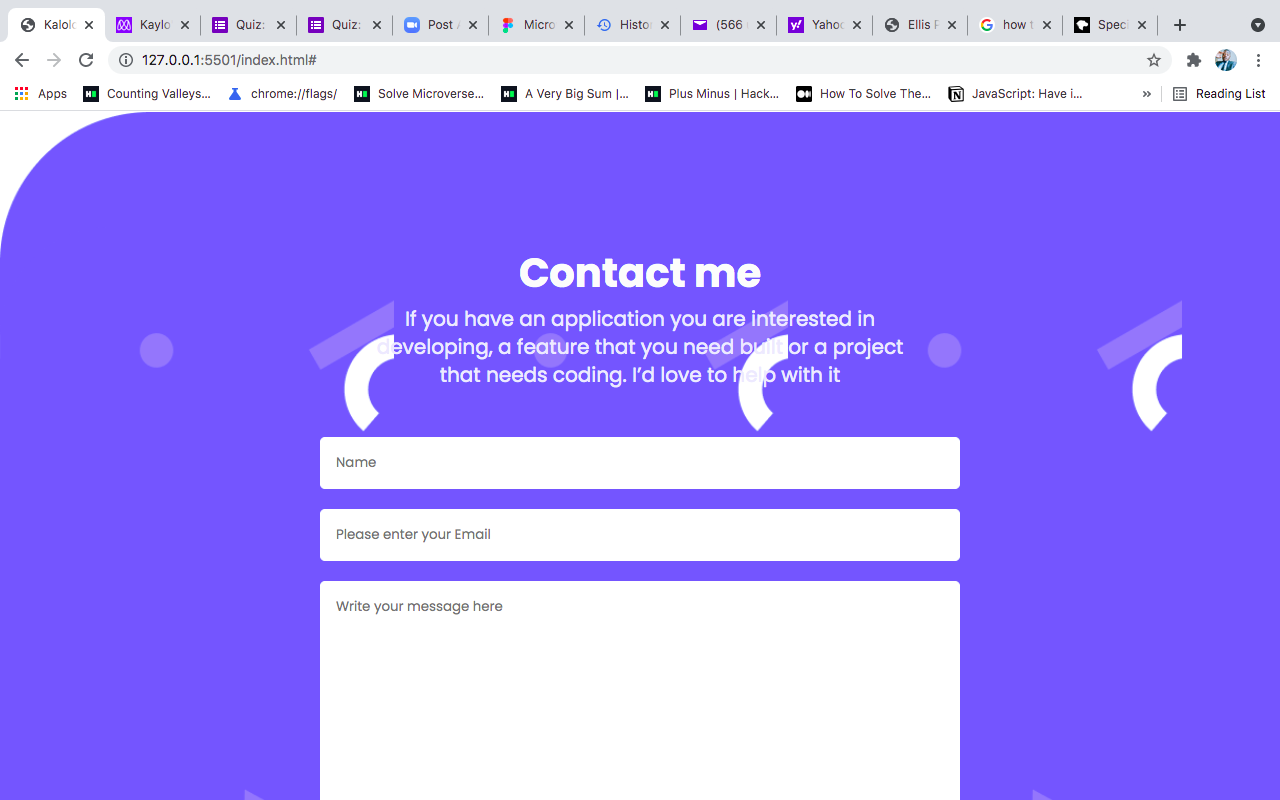 Kalo
Kaylo
Quiz:
Quiz:
Post
Micro
Histo
(566
Yaho
Ellis
how t
Speci
127.0.0.1:5501/index.html#
Apps
Counting Valleys...
chrome://flags/
Solve Microverse...
A Very Big Sum |...
Plus Minus | Hack...
How To Solve The...
JavaScript: Have i...
»
Reading List
Contact me
If you have an application you are interested in
developing, a feature that you need built or a project
that needs coding. I’d love to help with it
Name
Please enter your Email
Write your message here